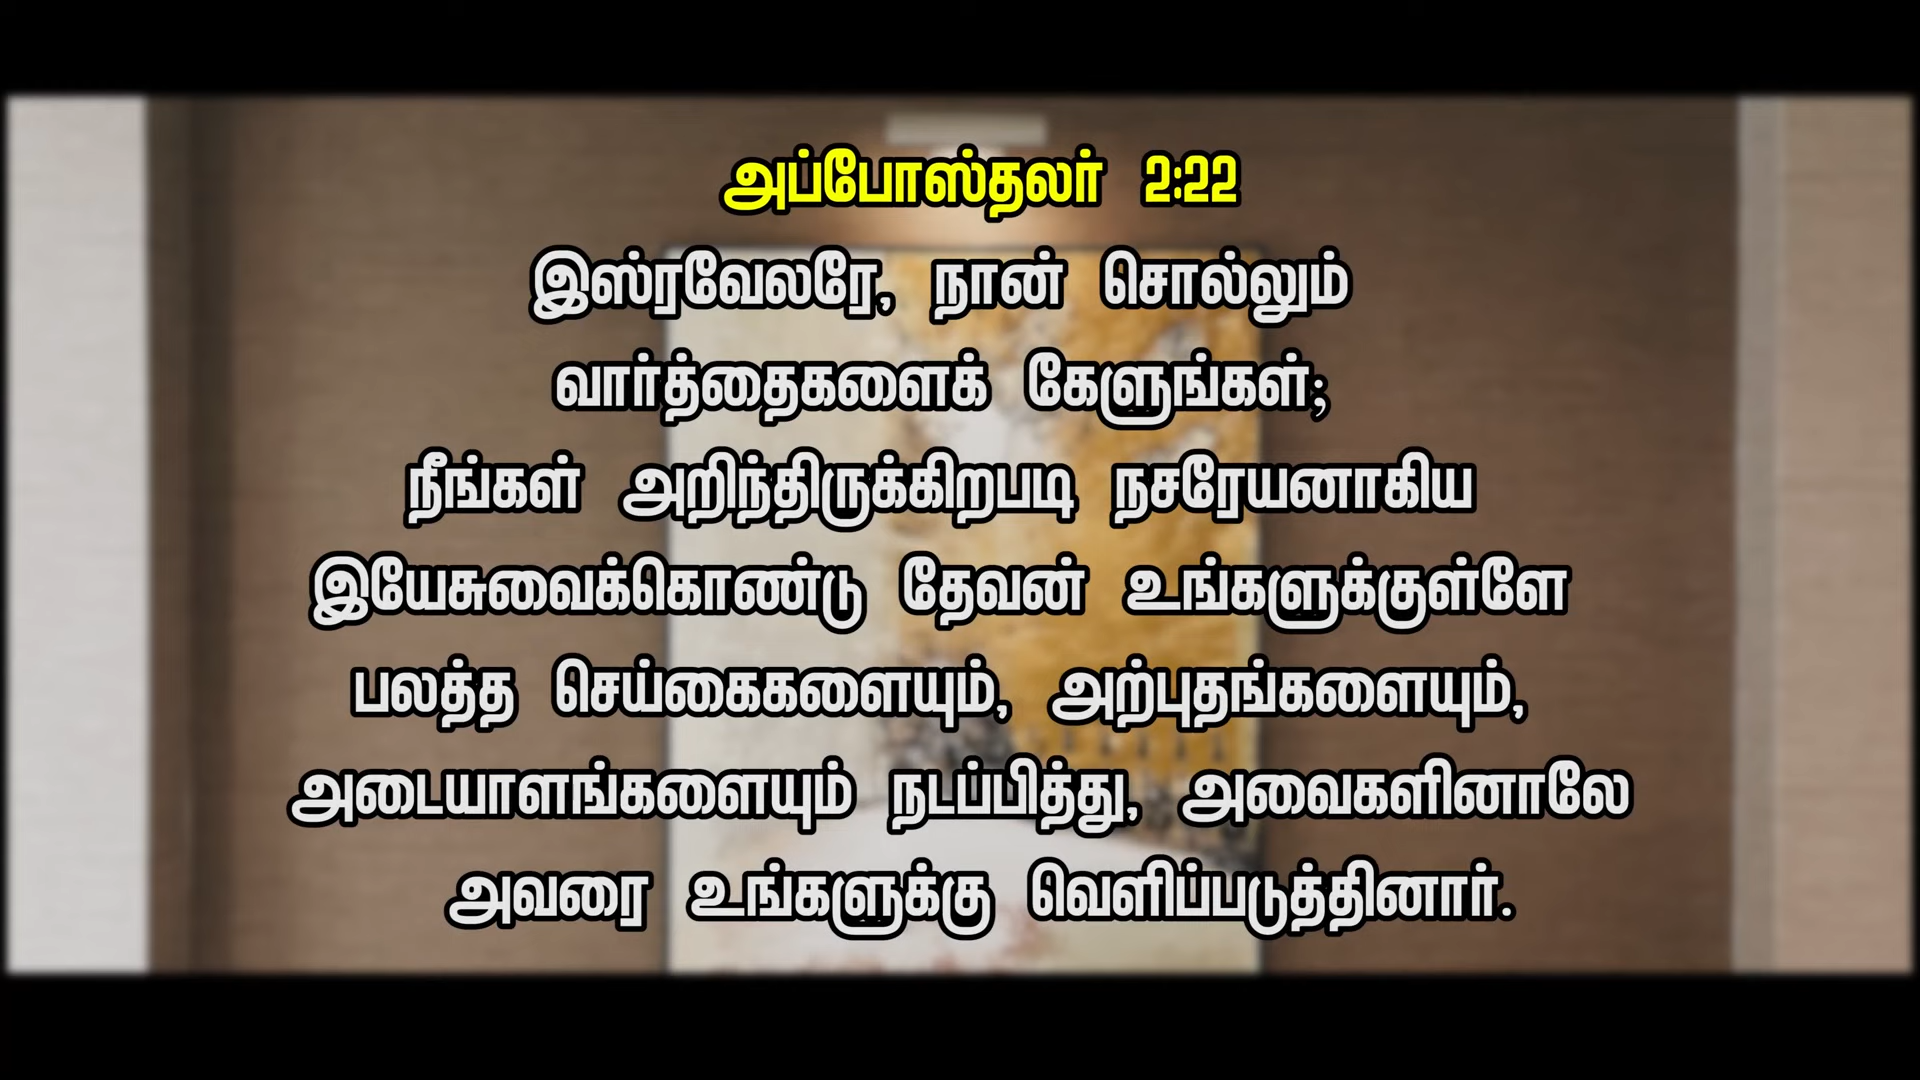 அப்போஸ்தலர் 2:22
இஸ்ரவேலரே, நான் சொல்லும்
வார்த்தைகளைக் கேளுங்கள்;
நீங்கள் அறிந்திருக்கிறபடி நசரேயனாகிய
இயேசுவைக்கொண்டு தேவன் உங்களுக்குள்ளே
பலத்த செய்கைகளையும், அற்புதங்களையும்,
அடையாளங்களையும் நடப்பித்து, அவைகளினாலே
அவரை உங்களுக்கு வெளிப்படுத்தினார்.